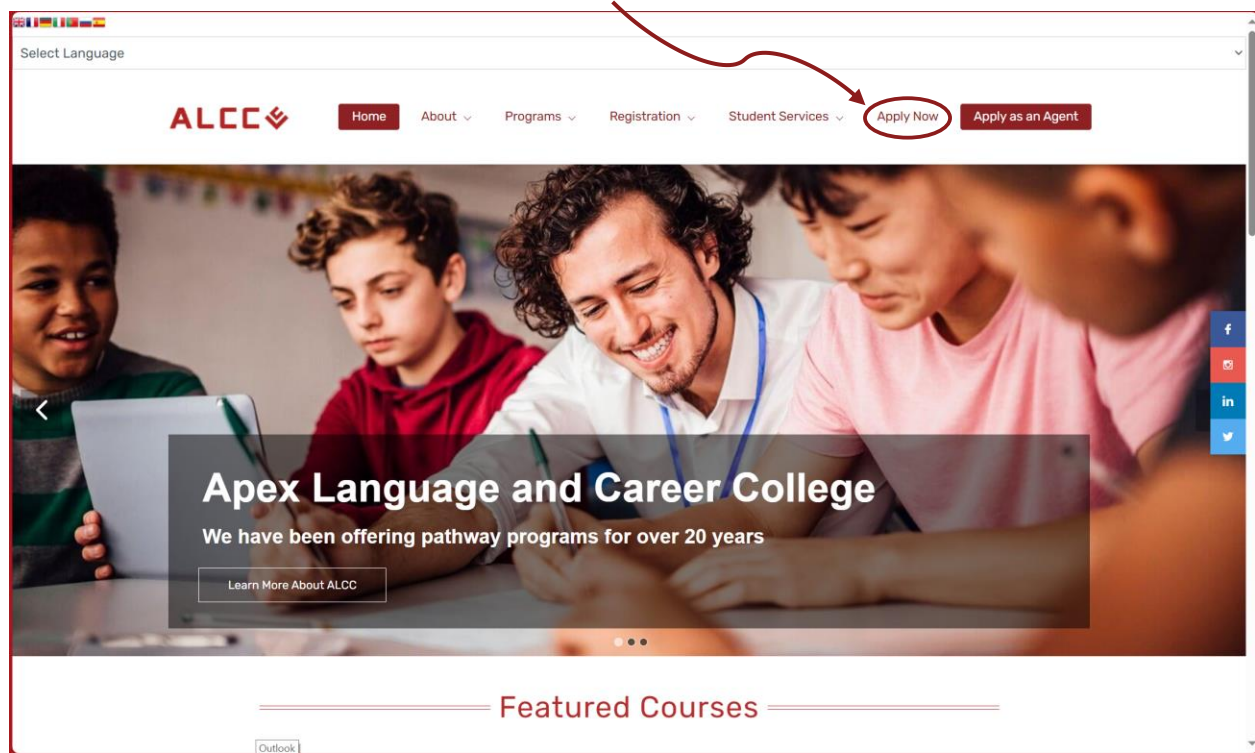 Select Language
ALCC Home About Programs Registration Student Services Apply Now Apply as an Agent
f
in
Apex Language and Career College
We have been offering pathway programs for over 20 years
Learn More About ALCC
Featured Courses
Outlook